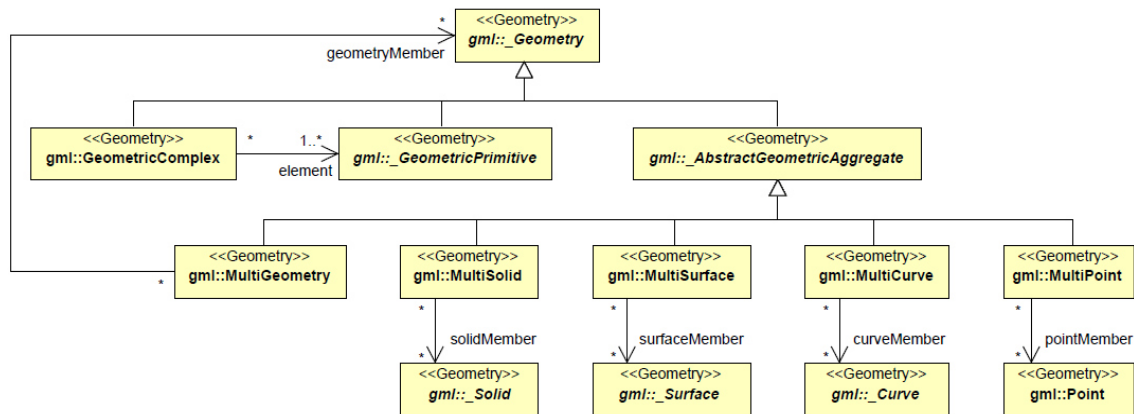 * <<Geometry>>
gml::_Geometry
geometryMember
<<Geometry>> * 1..* <<Geometry>> <<Geometry>>
gml::GeometricComplex gml::_GeometricPrimitive gml::_AbstractGeometricAggregate
element
<<Geometry>> <<Geometry>> <<Geometry>> <<Geometry>> <<Geometry>>
gml::MultiGeometry gml::MultiSolid gml::MultiSurface gml::MultiCurve gml::MultiPoint
* * * * *
solidMember surfaceMember curveMember pointMember
* * * *
<<Geometry>> <<Geometry>> <<Geometry>> <<Geometry>>
gml::_Solid gml::_Surface gml::_Curve gml::Point